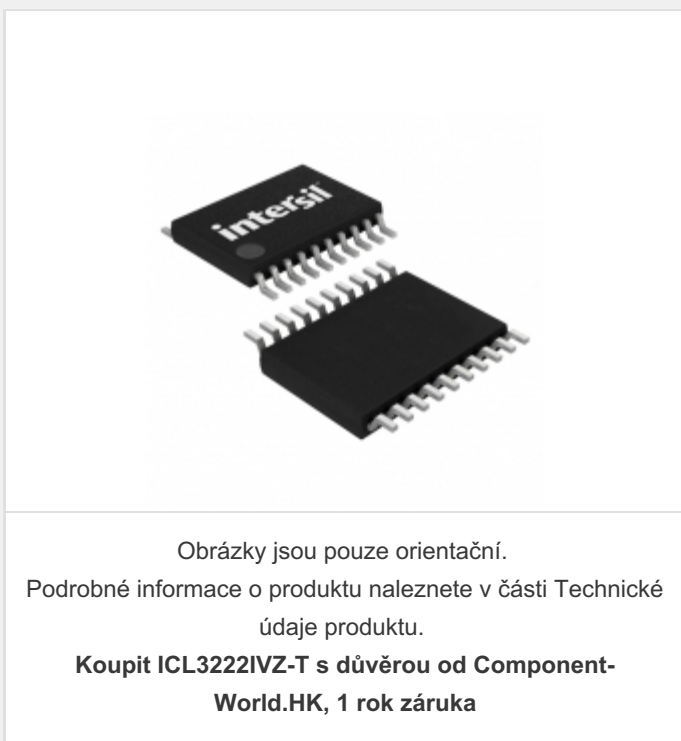 intersil
Obrázky jsou pouze orientační.
Podrobné informace o produktu naleznete v části Technické
údaje produktu.
Koupit ICL3222IVZ-T s důvěrou od Component-
World.HK, 1 rok záruka